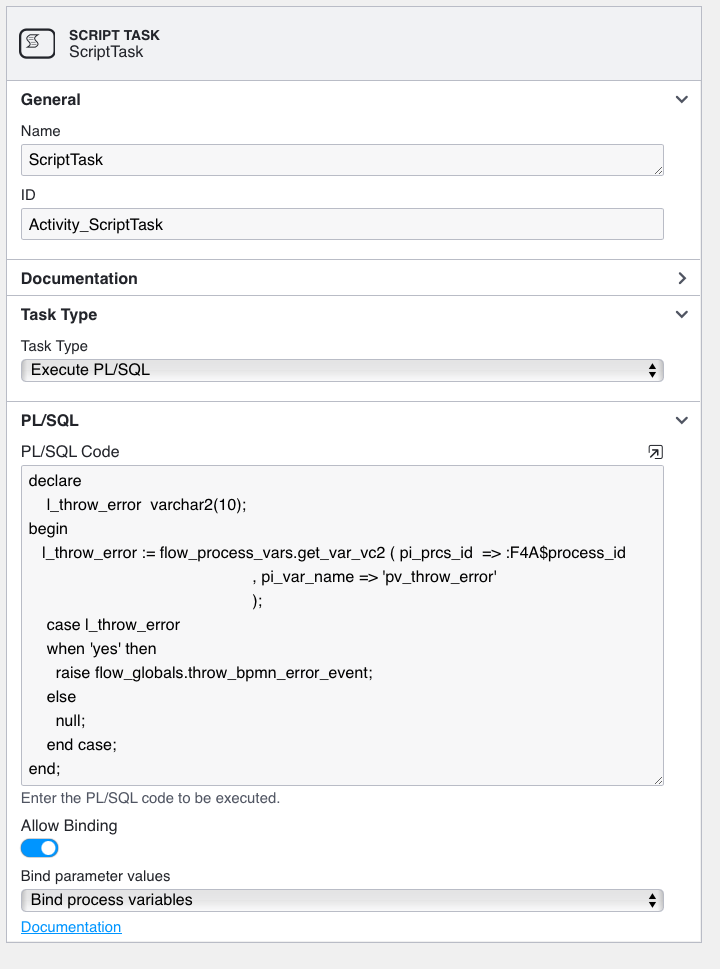 SCRIPT TASK
ScriptTask
General
Name
ScriptTask
ID
Activity_ScriptTask
Documentation
Task Type
Task Type
Execute PL/SQL
PL/SQL
PL/SQL Code
declare
l_throw_error  varchar2(10);
begin
l_throw_error := flow_process_vars.get_var_vc2 ( pi_prcs_id  => :F4A$process_id
, pi_var_name => 'pv_throw_error'
);
case l_throw_error
when 'yes' then
raise flow_globals.throw_bpmn_error_event;
else
null;
end case;
end;
Enter the PL/SQL code to be executed.
Allow Binding
Bind parameter values
Bind process variables
Documentation